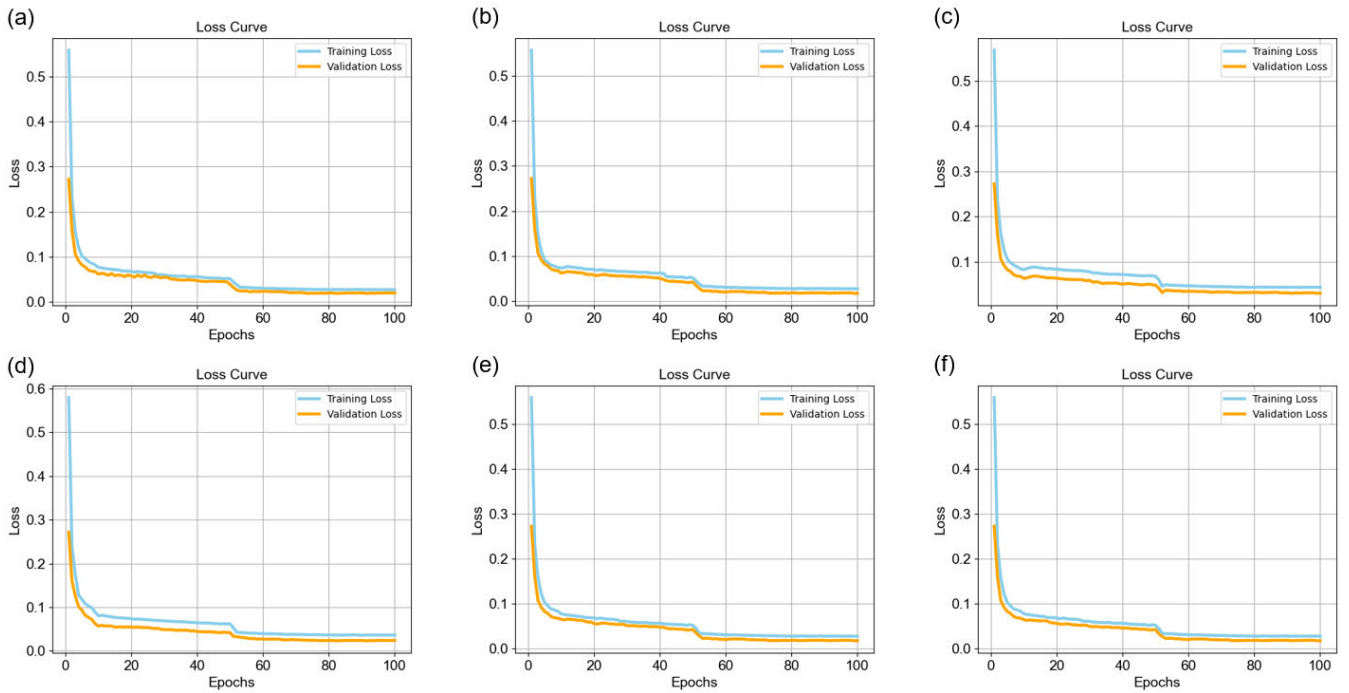 (a)
Loss Curve
Training Loss
Validation Loss
0.5
0.4
0.3
0.2
0.1
0.0
Loss
0 20 40 60 80 100
Epochs
(b)
Loss Curve
Training Loss
Validation Loss
0.5
0.4
0.3
0.2
0.1
0.0
Loss
0 20 40 60 80 100
Epochs
(c)
Loss Curve
Training Loss
Validation Loss
0.5
0.4
0.3
0.2
0.1
Loss
0 20 40 60 80 100
Epochs
(d)
Loss Curve
Training Loss
Validation Loss
0.6
0.5
0.4
0.3
0.2
0.1
0.0
Loss
0 20 40 60 80 100
Epochs
(e)
Loss Curve
Training Loss
Validation Loss
0.5
0.4
0.3
0.2
0.1
0.0
Loss
0 20 40 60 80 100
Epochs
(f)
Loss Curve
Training Loss
Validation Loss
0.5
0.4
0.3
0.2
0.1
0.0
Loss
0 20 40 60 80 100
Epochs